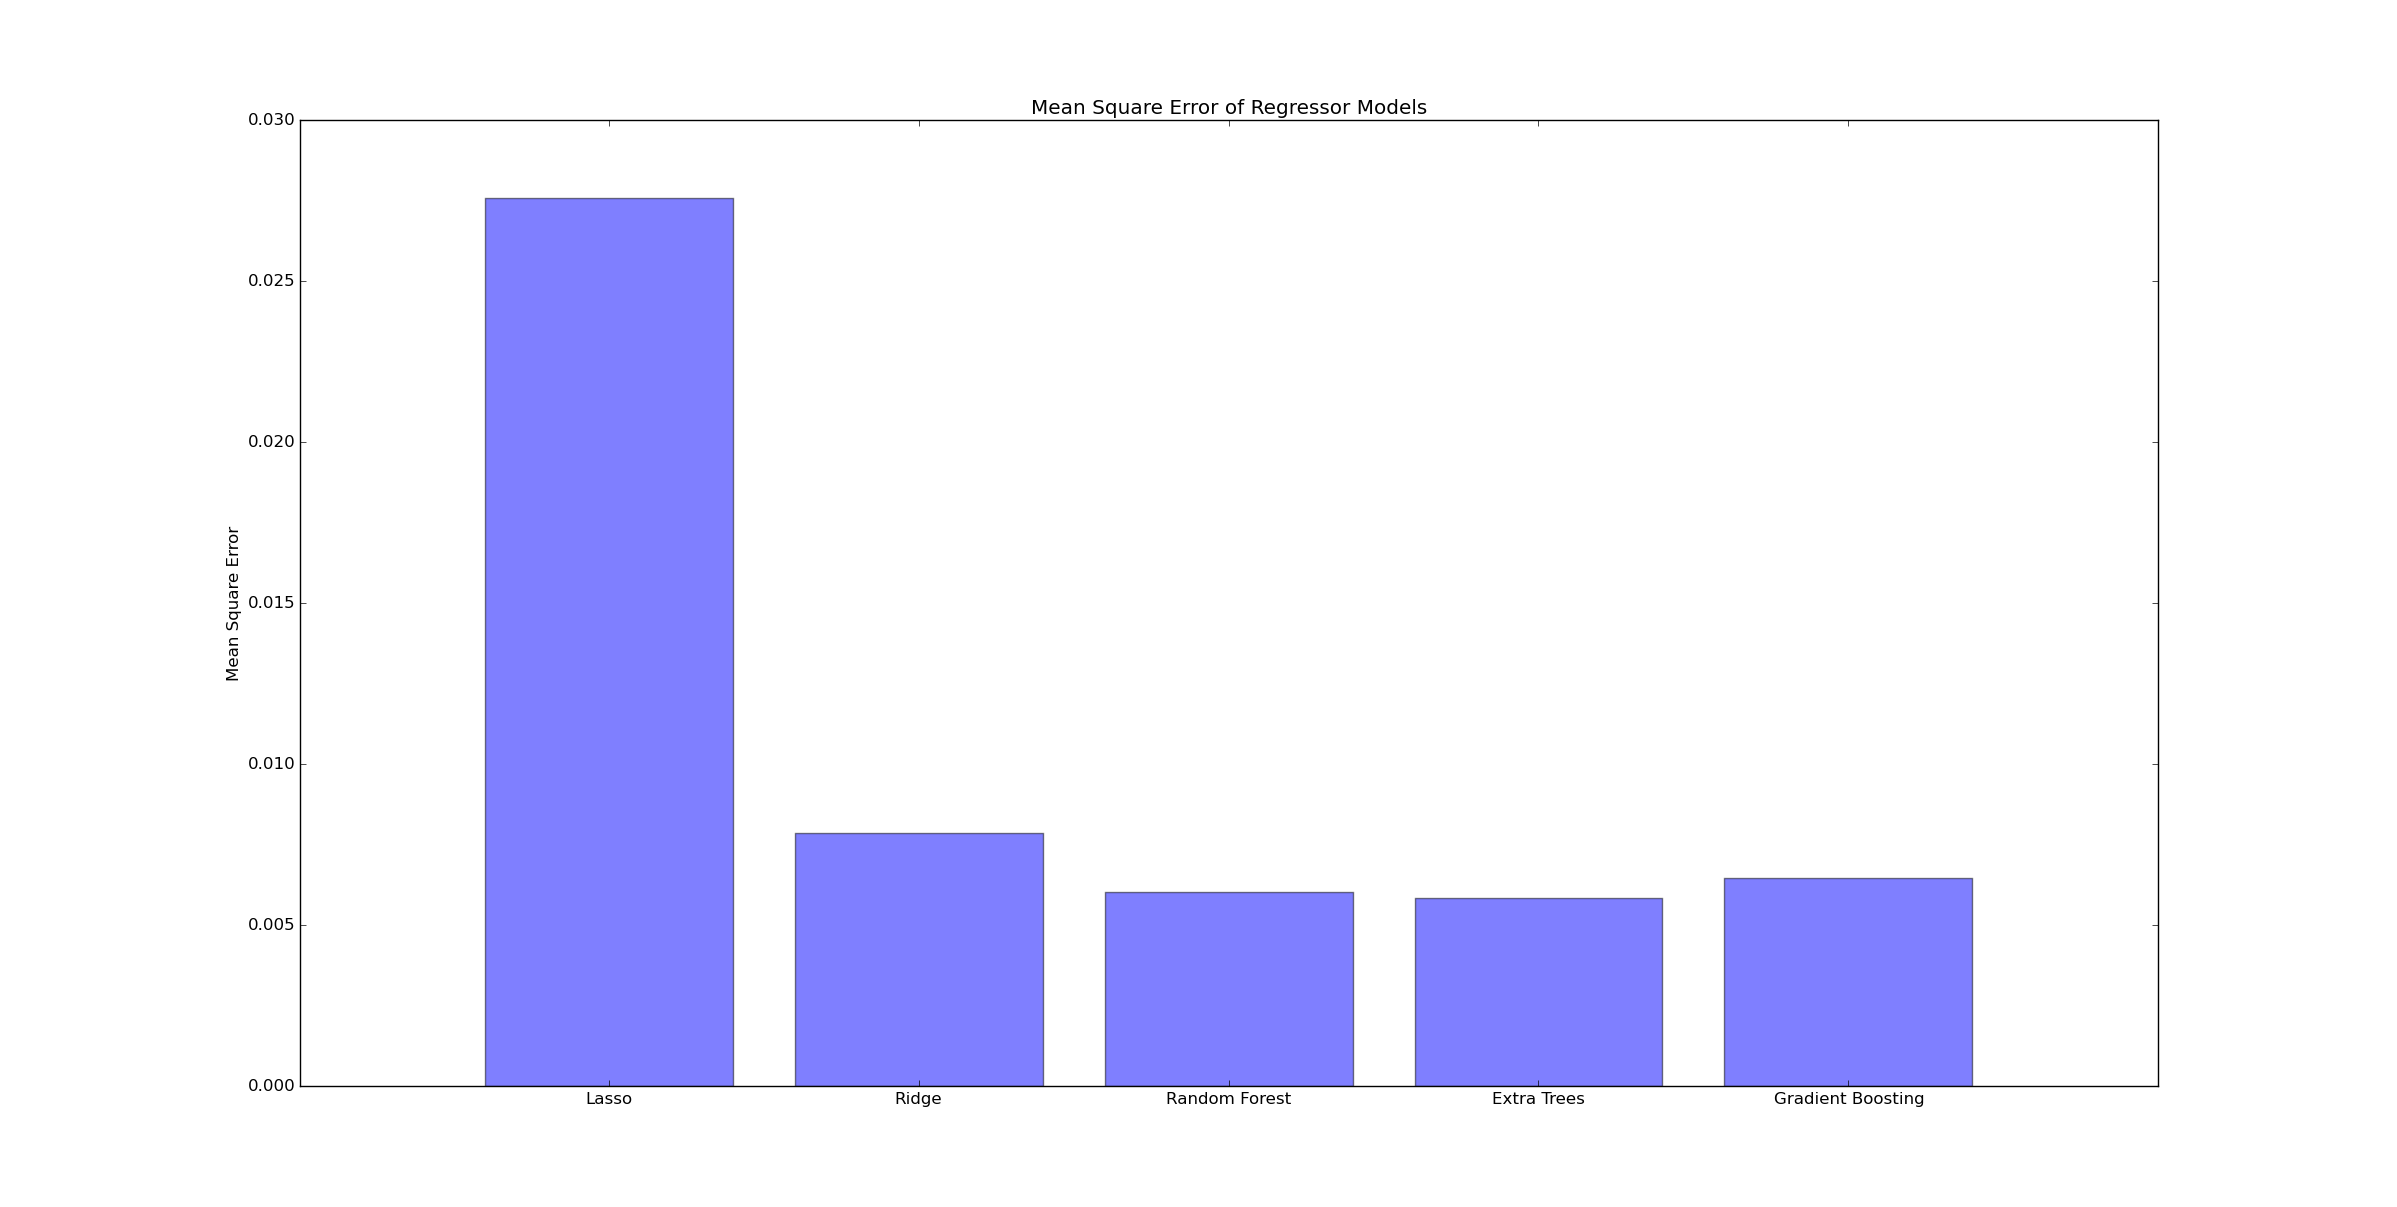 Mean Square Error of Regressor Models
0.030
0.025
0.020
0.015
0.010
0.005
0.000
Mean Square Error
Lasso
Ridge
Random Forest
Extra Trees
Gradient Boosting